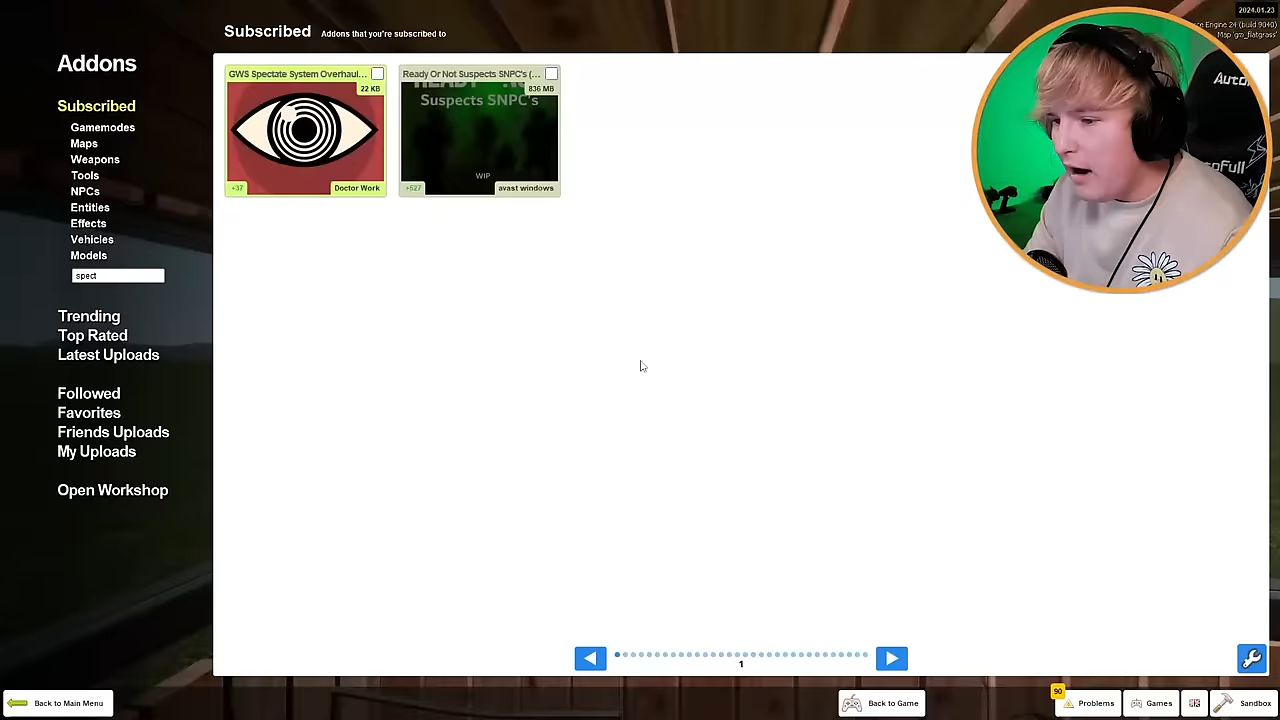 2024.01.23
ce Engine 24 (build 9040)
Map 'gm_flatgrass'
Subscribed
Addons that you're subscribed to
Addons
Subscribed
Gamemodes
Maps
Weapons
Tools
NPCs
Entities
Effects
Vehicles
Models
spect
Trending
Top Rated
Latest Uploads
Followed
Favorites
Friends Uploads
My Uploads
Open Workshop
GWS Spectate System Overhaul...
22 KB
+37
Doctor Work
Ready Or Not Suspects SNPC's (...
836 MB
Suspects SNPC's
WIP
+527
avast windows
1
Back to Main Menu
Back to Game
90
Problems
Games
Sandbox